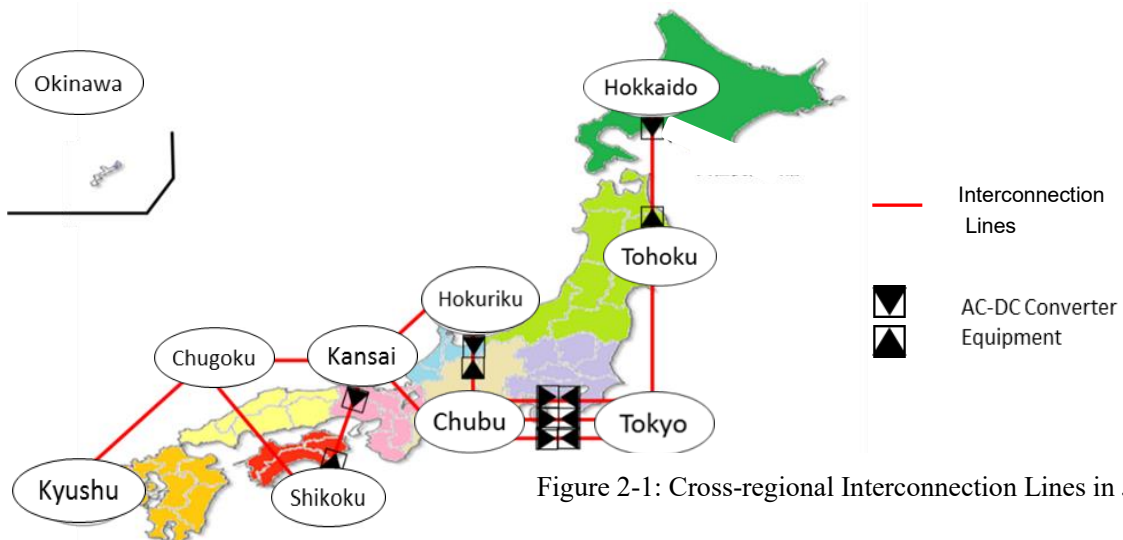 Okinawa
Hokkaido
Interconnection
Lines
Tohoku
Hokuriku
AC-DC Converter
Equipment
Chugoku
Kansai
Chubu
Tokyo
Kyushu
Shikoku
Figure 2-1: Cross-regional Interconnection Lines in